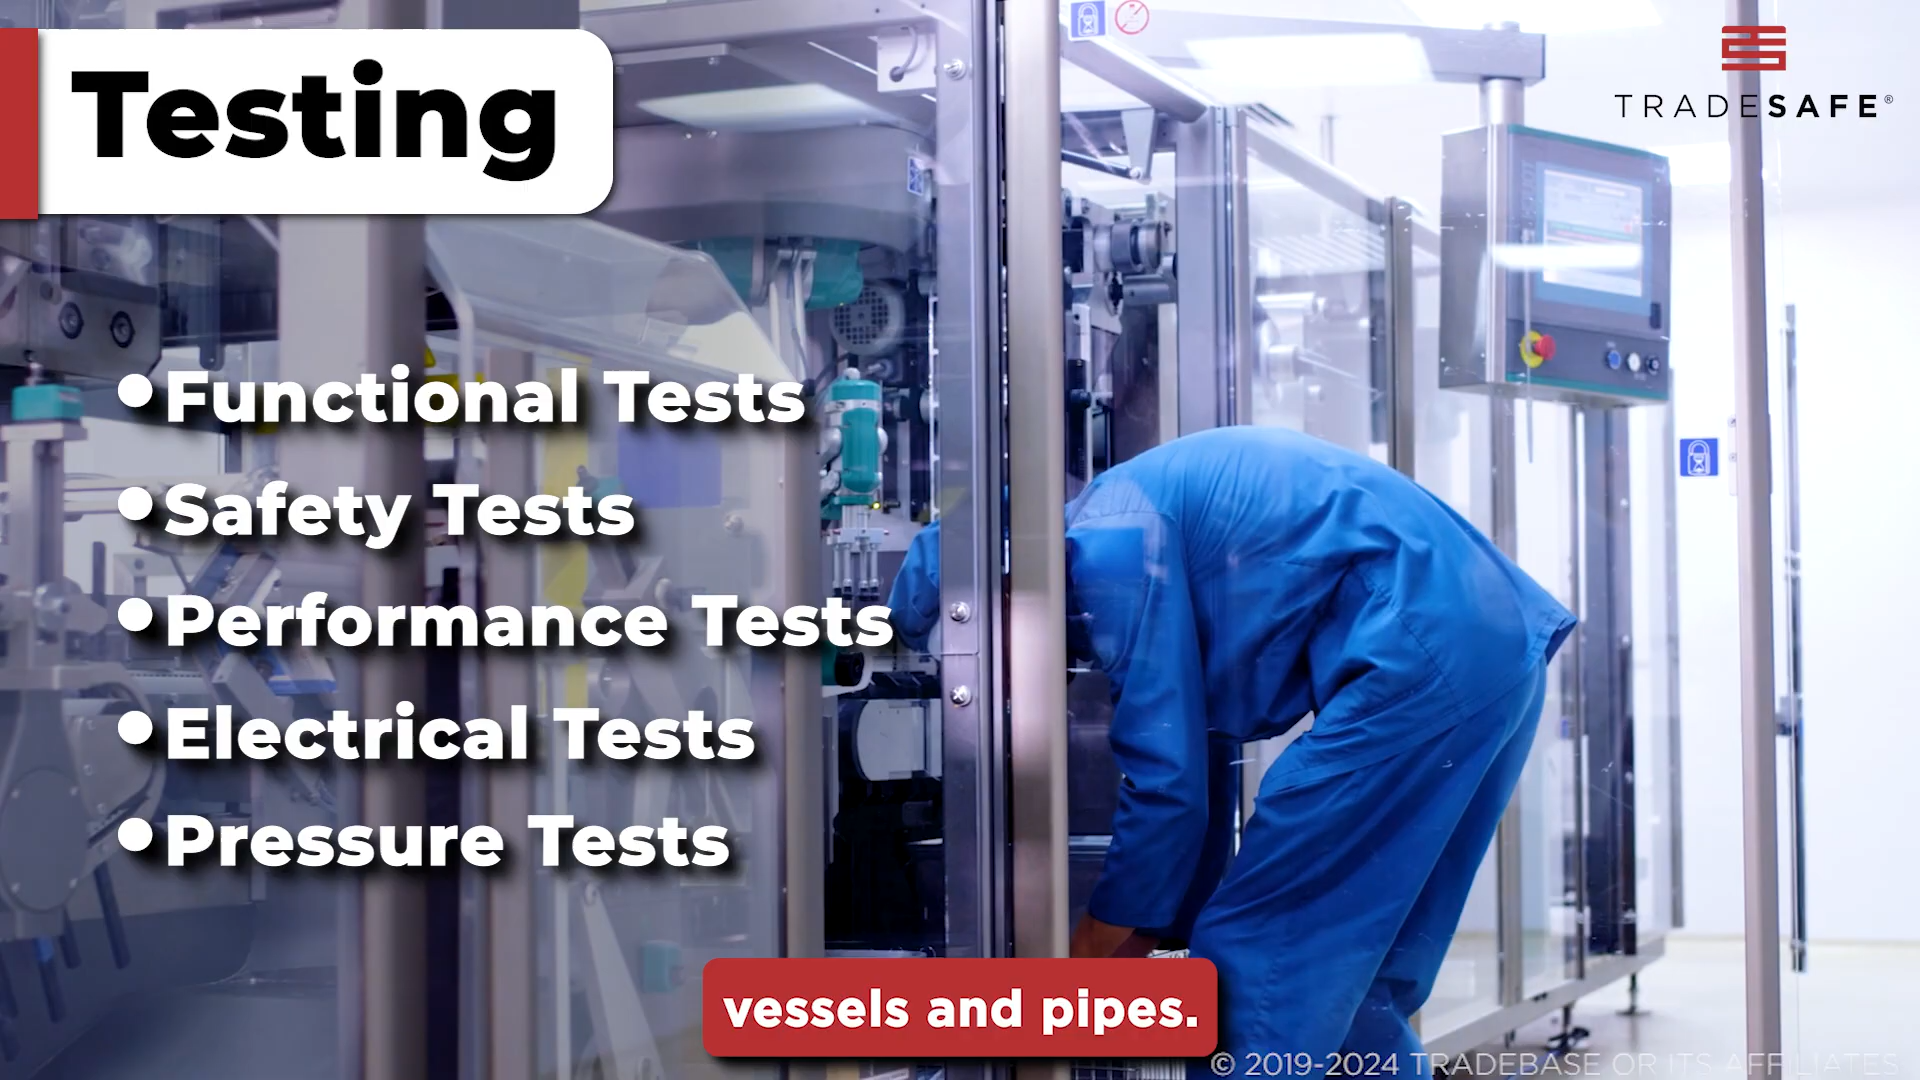 Testing
TRADESAFE®
•Functional Tests
•Safety Tests
•Performance Tests
•Electrical Tests
•Pressure Tests
vessels and pipes.
© 2019-2024 TRADEBASE OR ITS AFFILIATES